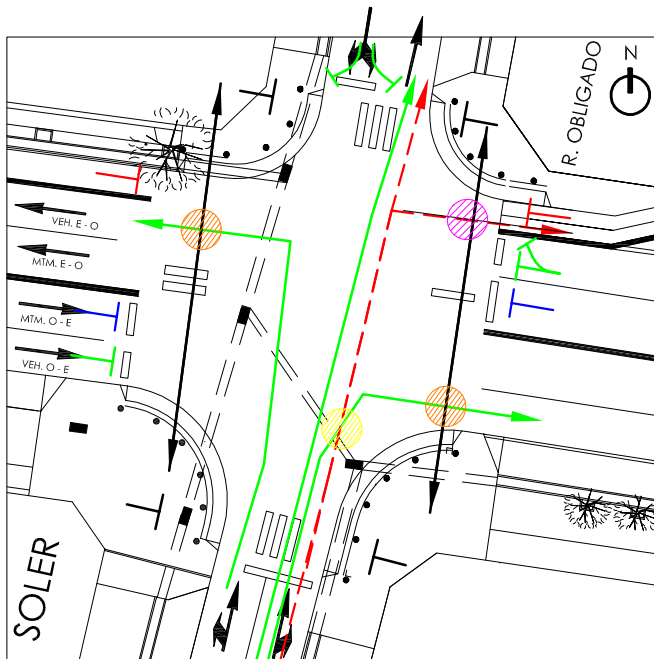 N
R. OBLIGADO
VEH. E - O
MTM. E-O
MTM. O - E
VEH. O - E
SOLER